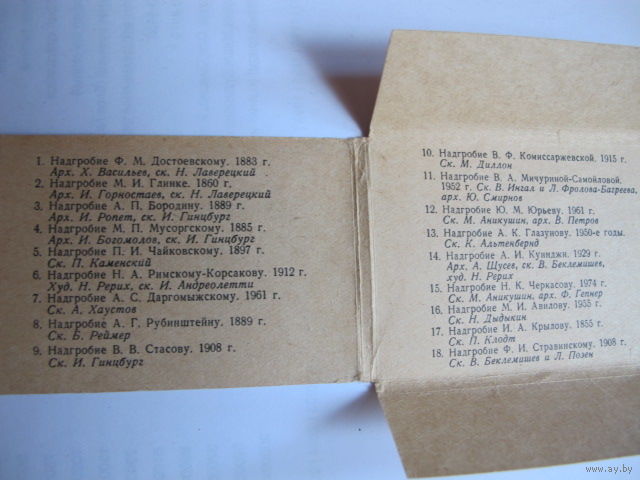 1. Надгробие Ф. М. Достоевскому. 1883 г.
Арх. Х. Васильев, ск. Н. Лаверецкий
2. Надгробие М. И. Глинке. 1860 г.
Арх. И. Горностаев, ск. Н. Лаверецкий
3. Надгробие А. П. Бородину. 1889 г.
Арх. И. Ропет, ск. И. Гинцбург
4. Надгробие М. П. Мусоргскому. 1885 г.
Арх. И. Богомолов, ск. И. Гинцбург
5. Надгробие П. И. Чайковскому. 1897 г.
Ск. П. Каменский
6. Надгробие Н. А. Римскому-Корсакову. 1912 г.
Худ. Н. Рерих, ск. И. Андреолетти
7. Надгробие А. С. Даргомыжскому. 1961 г.
Ск. А. Хаустов
8. Надгробие А. Г. Рубинштейну. 1889 г.
Ск. Б. Реймер
9. Надгробие В. В. Стасову. 1908 г.
Ск. И. Гинцбург
10. Надгробие В. Ф. Комиссаржевской. 1915 г.
Ск. М. Диллон
11. Надгробие В. А. Мичуриной-Самойловой.
1952 г. Ск. В. Ингал и Л. Фролова-Багреева,
арх. Ю. Смирнов
12. Надгробие Ю. М. Юрьеву. 1961 г.
Ск. М. Аникушин, арх. В. Петров
13. Надгробие А. К. Глазунову. 1950-е годы.
Ск. К. Альтенбернд
14. Надгробие А. И. Куинджи. 1929 г.
Арх. А. Щусев, ск. В. Беклемишев,
худ. Н. Рерих
15. Надгробие Н. К. Черкасову. 1974 г.
Ск. М. Аникушин, арх. Ф. Гепнер
16. Надгробие М. И. Авилову. 1955 г.
Ск. Н. Дыдыкин
17. Надгробие И. А. Крылову. 1855 г.
Ск. П. Клодт
18. Надгробие Ф. И. Стравинскому. 1908 г.
Ск. В. Беклемишев и Л. Позен
www.ay.by